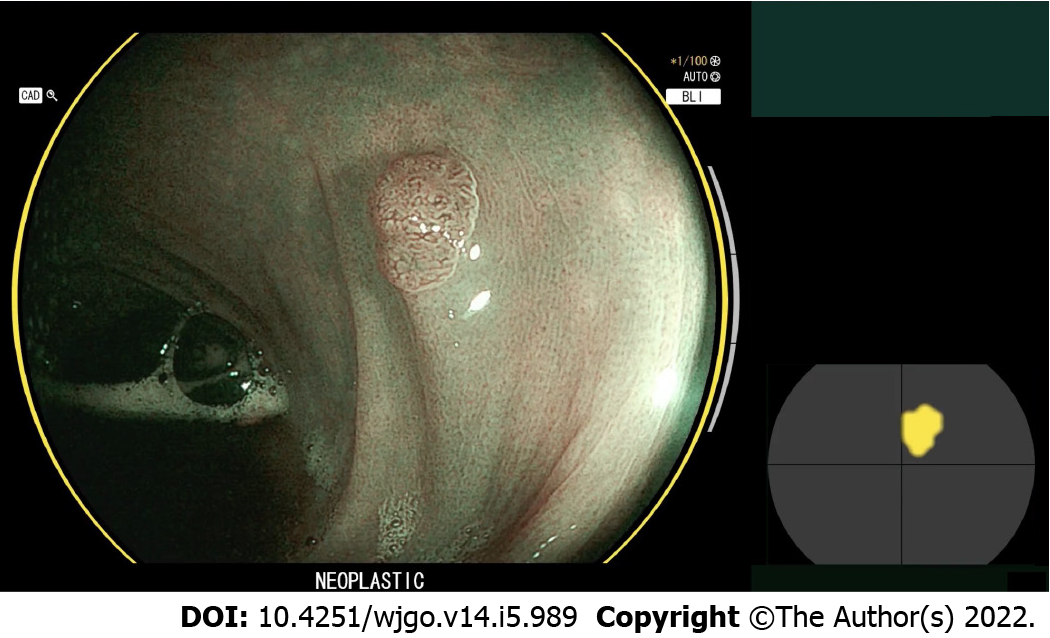 *1/100
CAD
AUTO
BLI
NEOPLASTIC
DOI: 10.4251/wjgo.v14.i5.989 Copyright ©The Author(s) 2022.